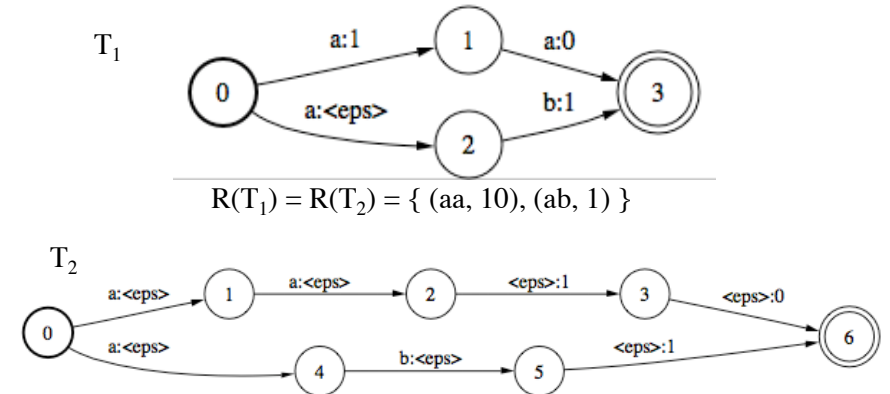 T₁
a:1
1
a:0
0
3
a:<eps>
b:1
2
R(T₁) = R(T₂) = { (aa, 10), (ab, 1) }
T₂
a:<eps>
1
a:<eps>
2
<eps>:1
3
<eps>:0
0
6
a:<eps>
4
b:<eps>
5
<eps>:1